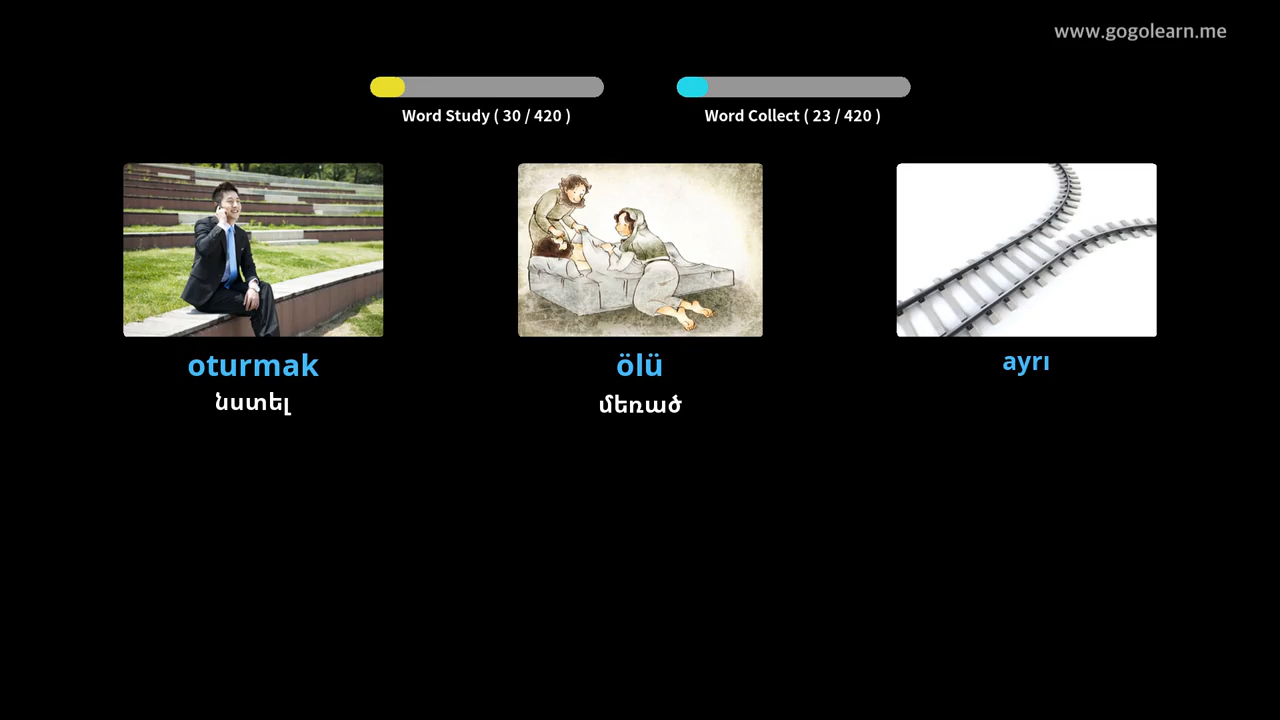 www.gogolearn.me
Word Study ( 30 / 420 )
Word Collect ( 23 / 420 )
oturmak
նստել
ölü
մեռած
ayrı